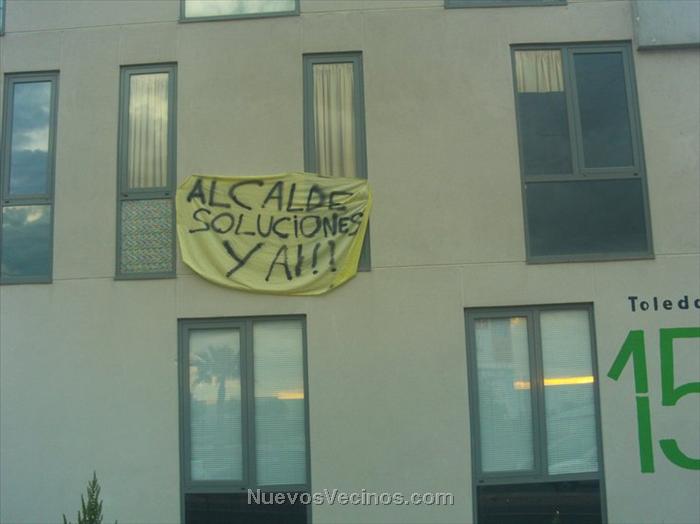 ALCALDE
SOLUCIONES
YA!!!
Toledo
15
NuevosVecinos.com